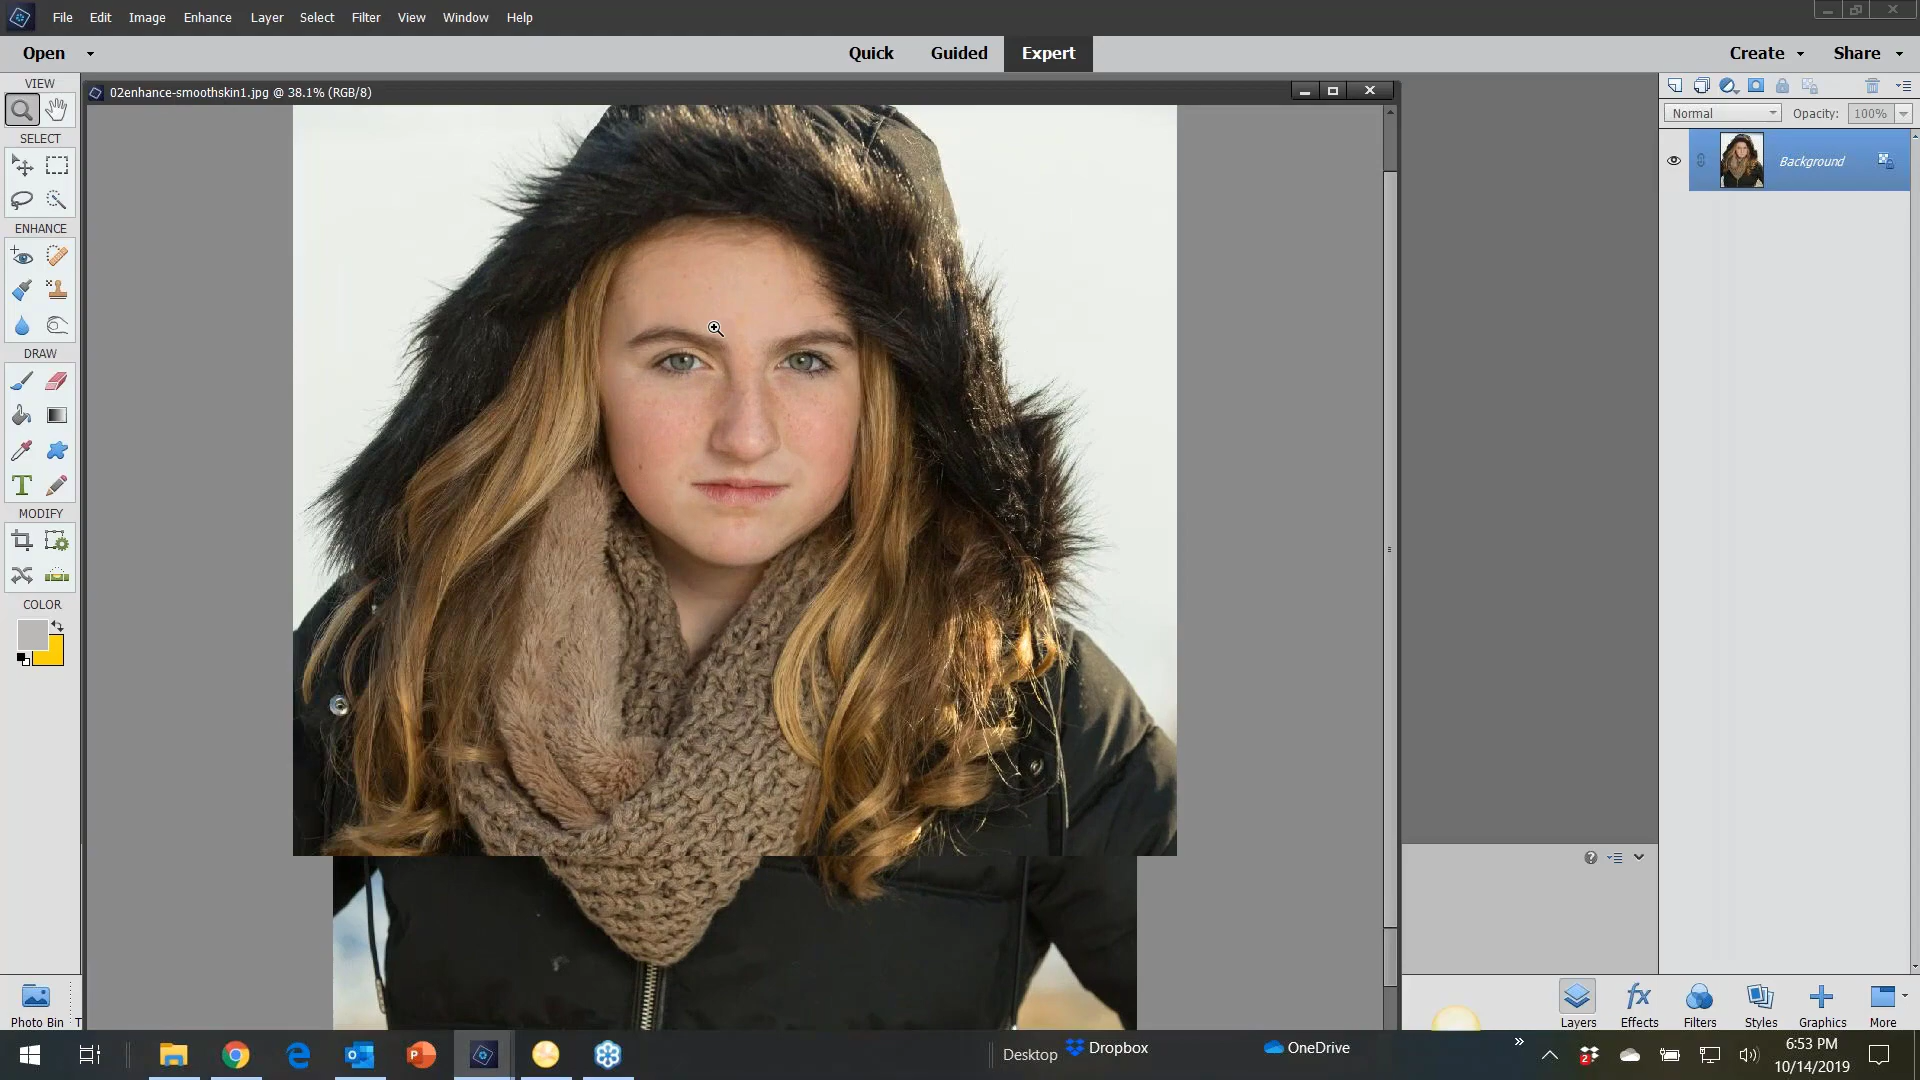 File Edit Image Enhance Layer Select Filter View Window Help
Open Quick Guided Expert Create Share
VIEW
02enhance-smoothskin1.jpg @ 38.1% (RGB/8)
Normal Opacity: 100%
SELECT
Background
ENHANCE
DRAW
T
MODIFY
COLOR
Photo Bin T
Layers Effects Filters Styles Graphics More
fx
Desktop Dropbox OneDrive
2
6:53 PM
10/14/2019